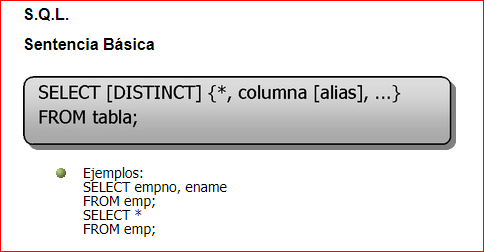 S.Q.L.
Sentencia Básica
SELECT [DISTINCT] {*, columna [alias], ...}
FROM tabla;
Ejemplos:
SELECT empno, ename
FROM emp;
SELECT *
FROM emp;